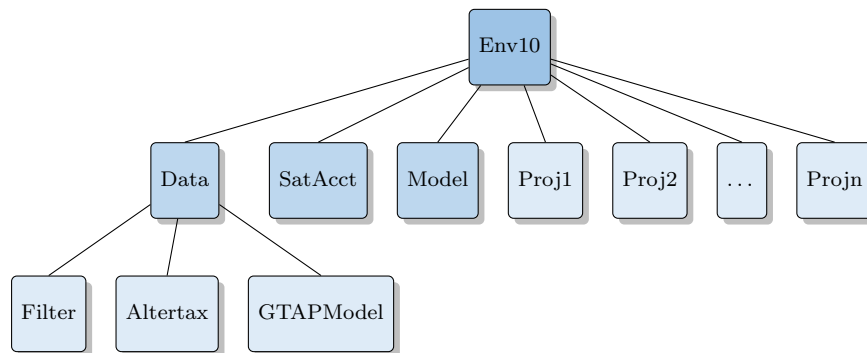 Env10
Data
SatAcct
Model
Proj1
Proj2
...
Projn
Filter
Altertax
GTAPModel